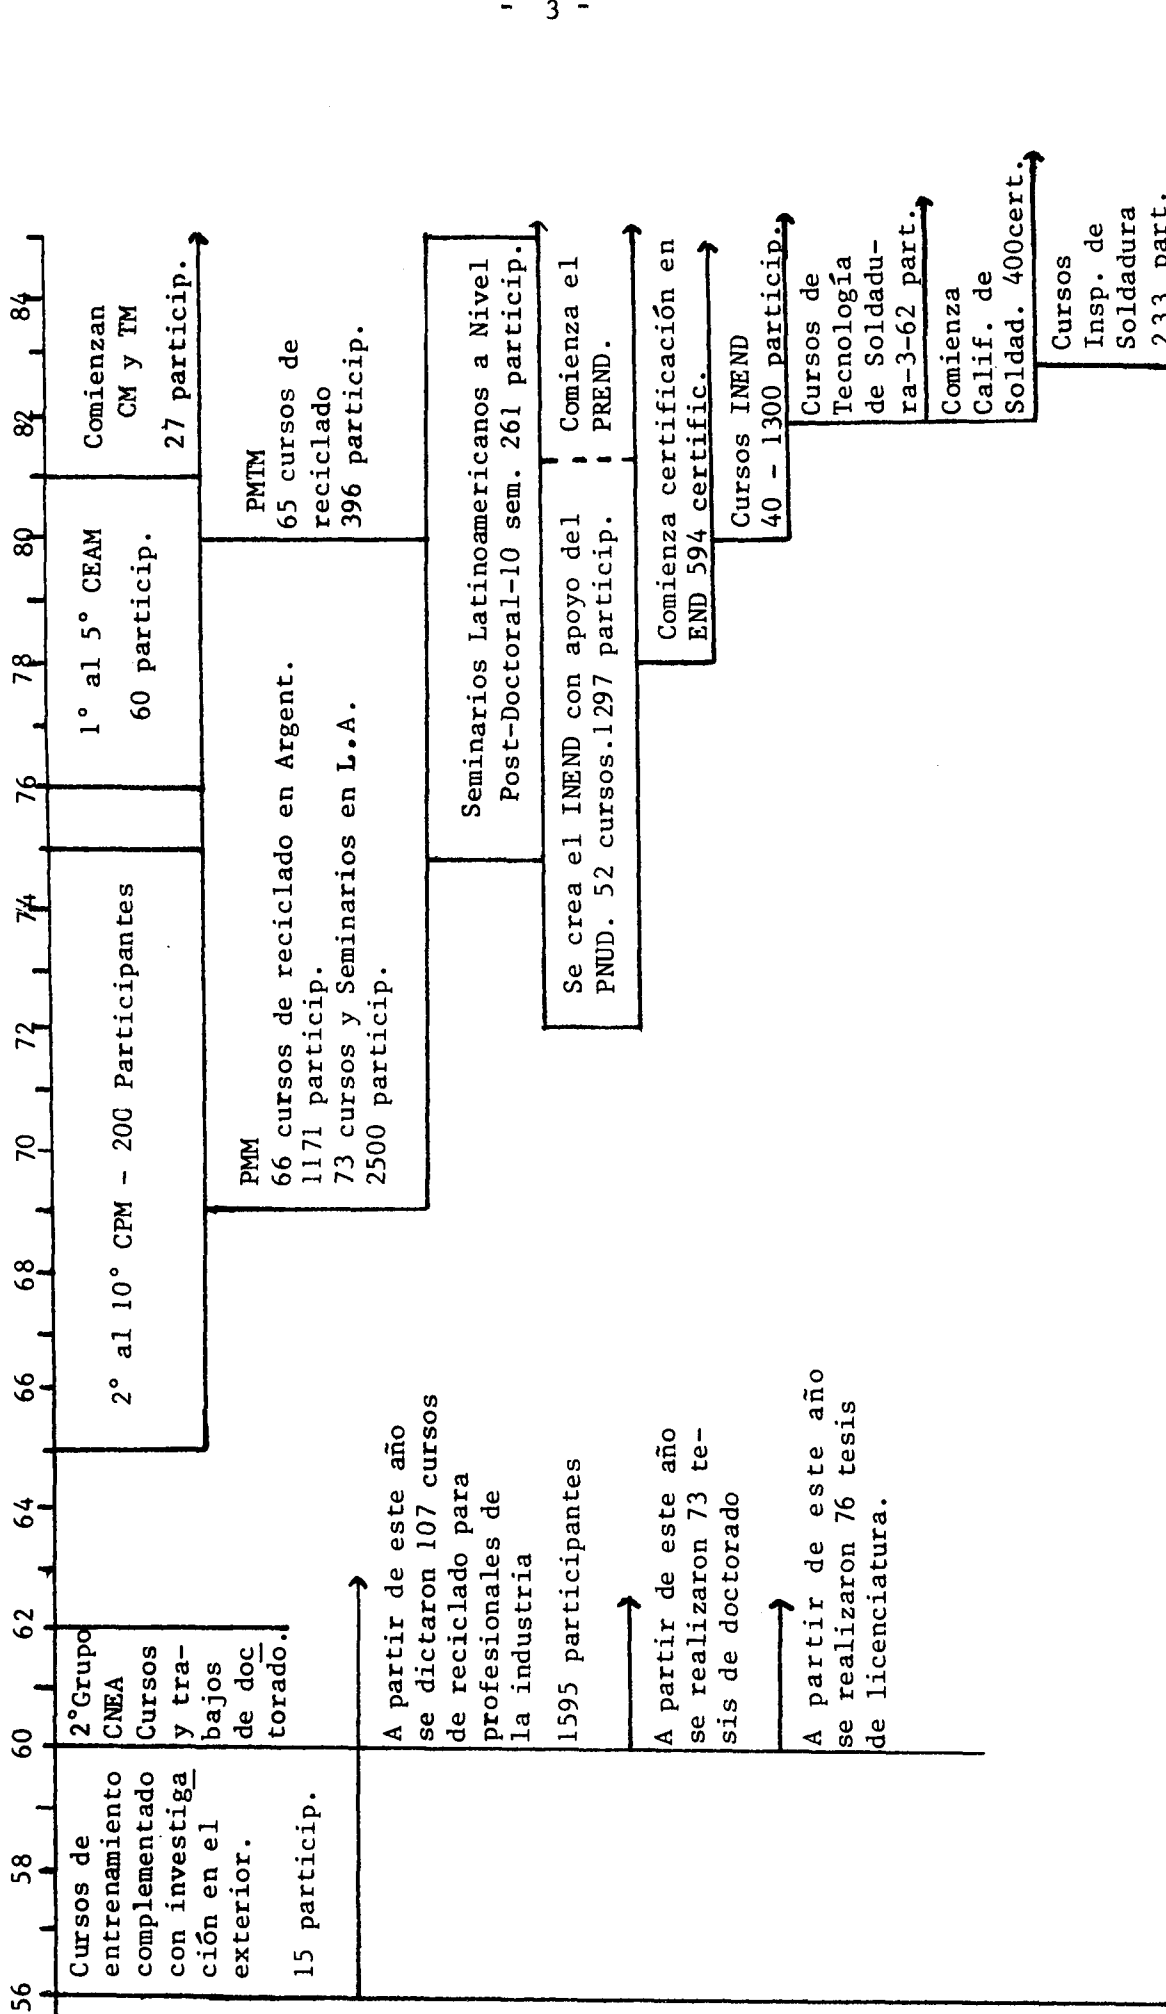 - 3 -
56 58 60 62 64 66 68 70 72 74 76 78 80 82 84
Cursos de
entrenamiento
complementado
con investiga
ción en el
exterior.
15 particip.
2°Grupo
CNEA
Cursos
y tra-
bajos
de doc
torado.
A partir de este año
se dictaron 107 cursos
de reciclado para
profesionales de
la industria
1595 participantes
A partir de este año
se realizaron 73 te-
sis de doctorado
A partir de este año
se realizaron 76 tesis
de licenciatura.
2° al 10° CPM - 200 Participantes
PMM
66 cursos de reciclado en Argent.
1171 particip.
73 cursos y Seminarios en L.A.
2500 particip.
1° al 5° CEAM
60 particip.
Comienzan
CM y TM
27 particip.
PMTM
65 cursos de
reciclado
396 particip.
Seminarios Latinoamericanos a Nivel
Post-Doctoral-10 sem. 261 particip.
Se crea el INEND con apoyo del
PNUD. 52 cursos.1297 particip.
Comienza el
PREND.
Comienza certificación en
END 594 certific.
Cursos INEND
40 - 1300 particip.
Cursos de
Tecnología
de Soldadu-
ra-3-62 part.
Comienza
Calif. de
Soldad. 400cert.
Cursos
Insp. de
Soldadura
233 part.